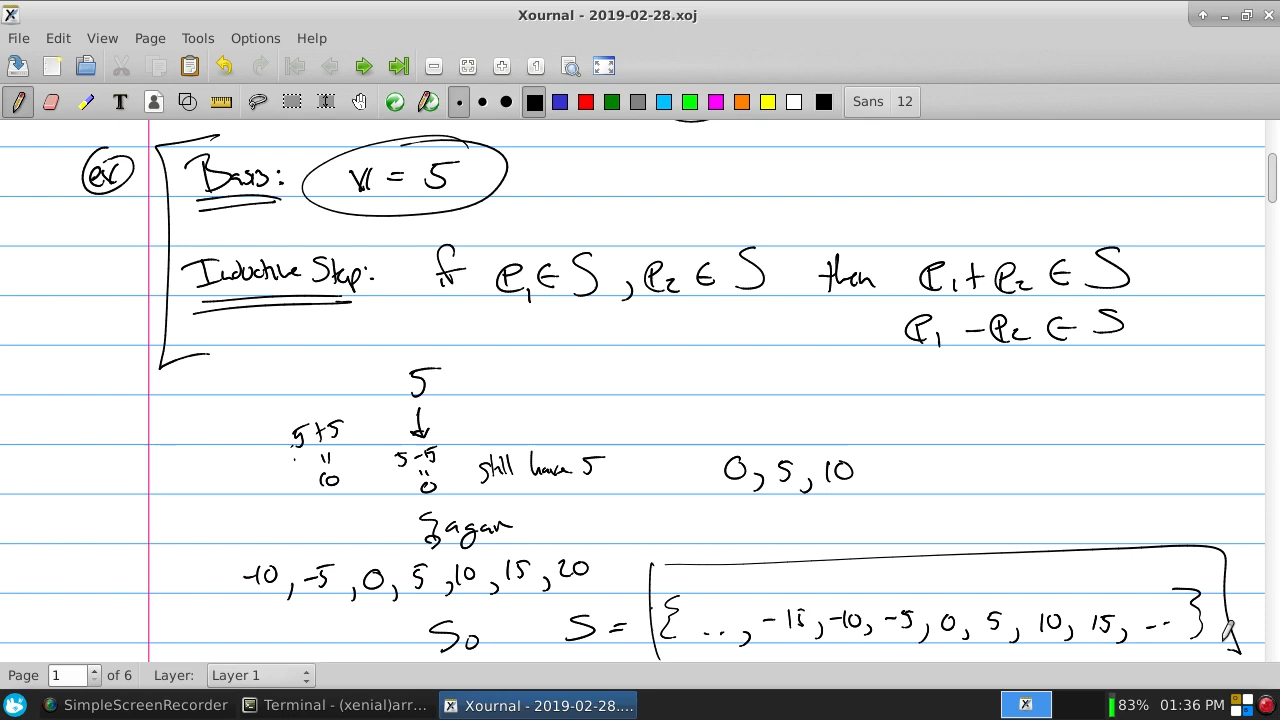 Xournal - 2019-02-28.xoj
File Edit View Page Tools Options Help
Sans 12
ex
Basis: = 5
Inductive Step: if e₁ ∈ S, e₂ ∈ S then e₁ + e₂ ∈ S
e₁ - e₂ ∈ S
5
5+5 5-5
" "
10 0 still have 5 0, 5, 10
again
-10, -5, 0, 5, 10, 15, 20
So S = { .., -15, -10, -5, 0, 5, 10, 15, .. }
Page 1 of 6 Layer: Layer 1
SimpleScreenRecorder Terminal - (xenial)arr... Xournal - 2019-02-28.... 83% 01:36 PM